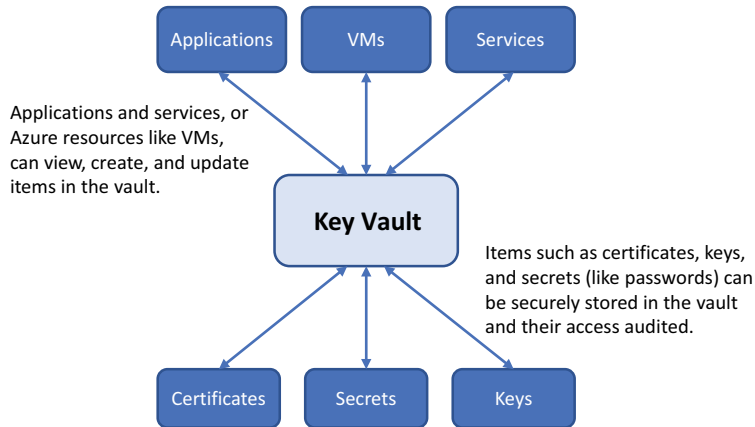 Applications
VMs
Services
Applications and services, or
Azure resources like VMs,
can view, create, and update
items in the vault.
Key Vault
Items such as certificates, keys,
and secrets (like passwords) can
be securely stored in the vault
and their access audited.
Certificates
Secrets
Keys